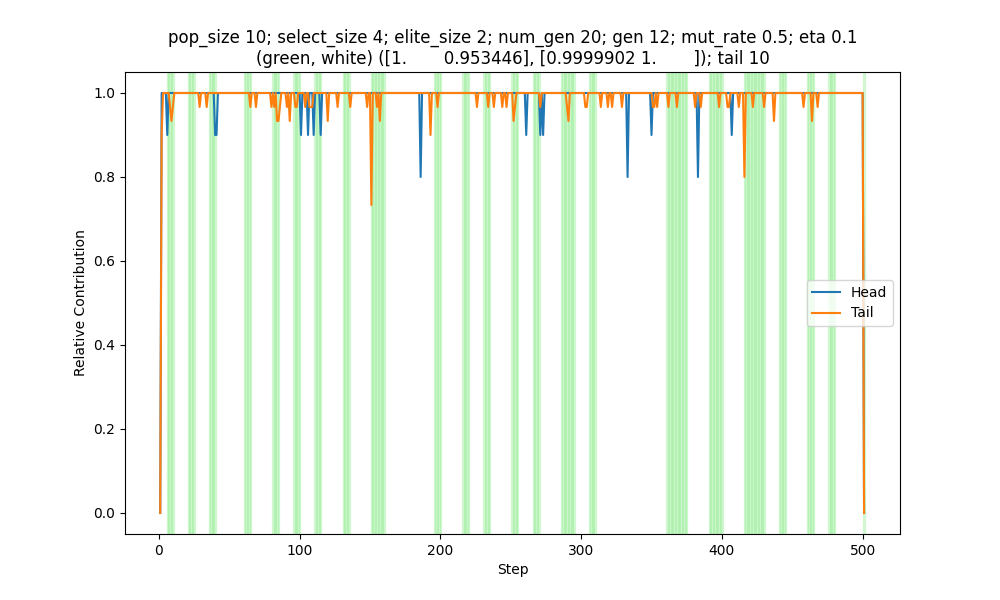 pop_size 10; select_size 4; elite_size 2; num_gen 20; gen 12; mut_rate 0.5; eta 0.1
(green, white) ([1.       0.953446], [0.9999902 1.       ]); tail 10
1.0
0.8
0.6
0.4
0.2
0.0
Relative Contribution
Head
Tail
0
100
200
300
400
500
Step